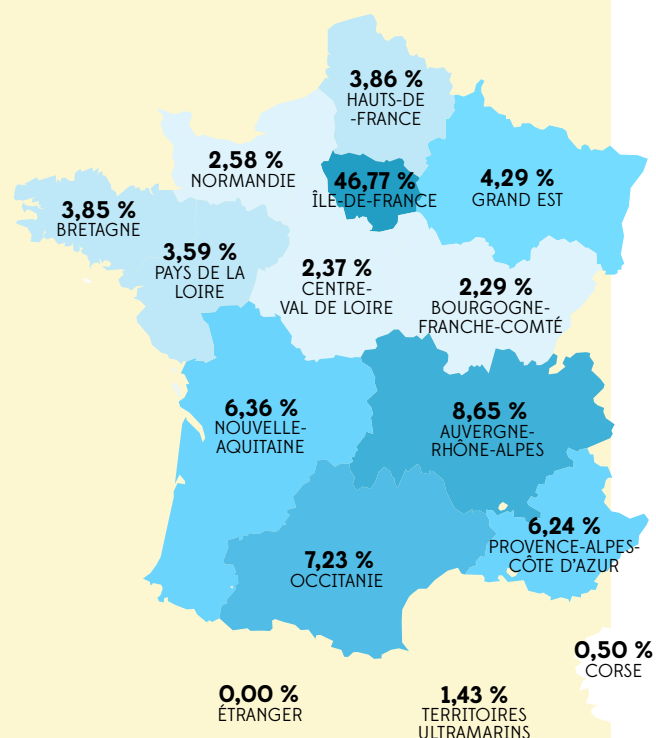 3,86 %
HAUTS-DE
-FRANCE
2,58 %
NORMANDIE
46,77 %
ÎLE-DE-FRANCE
4,29 %
GRAND EST
3,85 %
BRETAGNE
3,59 %
PAYS DE LA
LOIRE
2,37 %
CENTRE-
VAL DE LOIRE
2,29 %
BOURGOGNE-
FRANCHE-COMTÉ
6,36 %
NOUVELLE-
AQUITAINE
8,65 %
AUVERGNE-
RHÔNE-ALPES
7,23 %
OCCITANIE
6,24 %
PROVENCE-ALPES-
CÔTE D'AZUR
0,50 %
CORSE
0,00 %
ÉTRANGER
1,43 %
TERRITOIRES
ULTRAMARINS